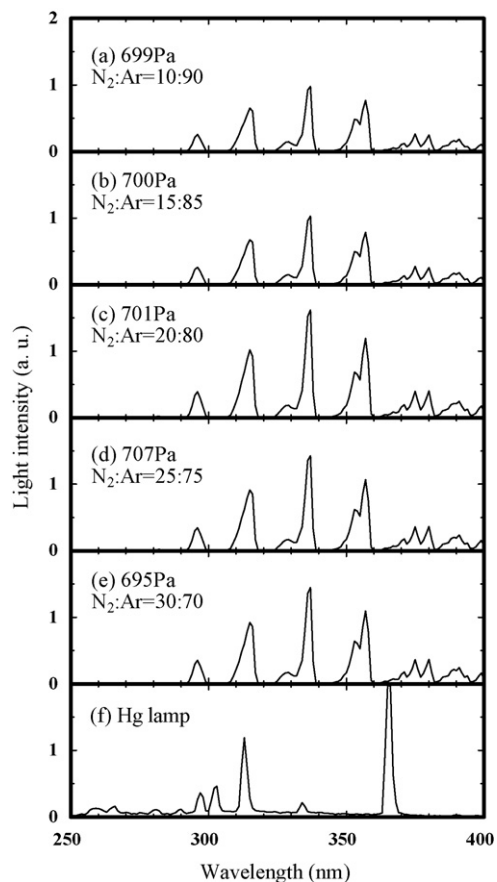 2
(a) 699Pa
N₂:Ar=10:90
1
0
(b) 700Pa
N₂:Ar=15:85
1
0
(c) 701Pa
N₂:Ar=20:80
1
0
(d) 707Pa
N₂:Ar=25:75
1
0
(e) 695Pa
N₂:Ar=30:70
1
0
(f) Hg lamp
1
0
250 300 350 400
Wavelength (nm)
Light intensity (a. u.)